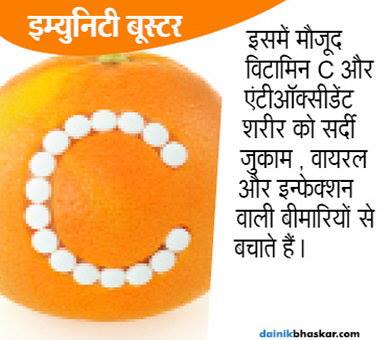 इम्युनिटी बूस्टर
इसमें मौजूद
विटामिन C और
एंटीऑक्सीडेंट
शरीर को सर्दी
जुकाम , वायरल
और इन्फेक्शन
वाली बीमारियों से
बचाते हैं।
C
dainikbhaskar.com